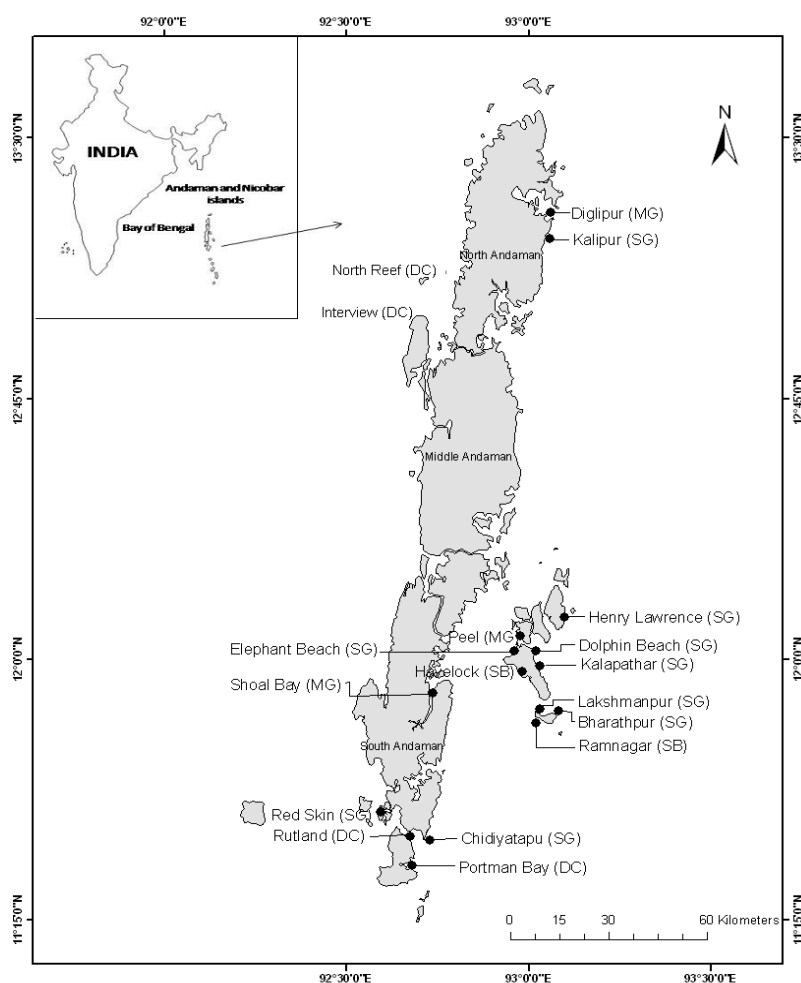 92°0'0"E
92°30'0"E
93°0'0"E
INDIA
Andaman and Nicobar
islands
Bay of Bengal
N
13°30'0"N
13°30'0"N
Diglipur (MG)
Kalipur (SG)
North Andaman
North Reef (DC)
Interview (DC)
12°45'0"N
12°45'0"N
Middle Andaman
Henry Lawrence (SG)
Peel (MG
Elephant Beach (SG)
Dolphin Beach (SG)
12°0'0"N
12°0'0"N
Kalapathar (SG)
Havelock (SB)
Shoal Bay (MG)
Lakshmanpur (SG)
Bharathpur (SG)
South Andaman
Ramnagar (SB)
Red Skin (SG)
Rutland (DC)
Chidiyatapu (SG)
Portman Bay (DC)
11°15'0"N
11°15'0"N
0 15 30 60 Kilometers
92°30'0"E
93°0'0"E
93°30'0"E